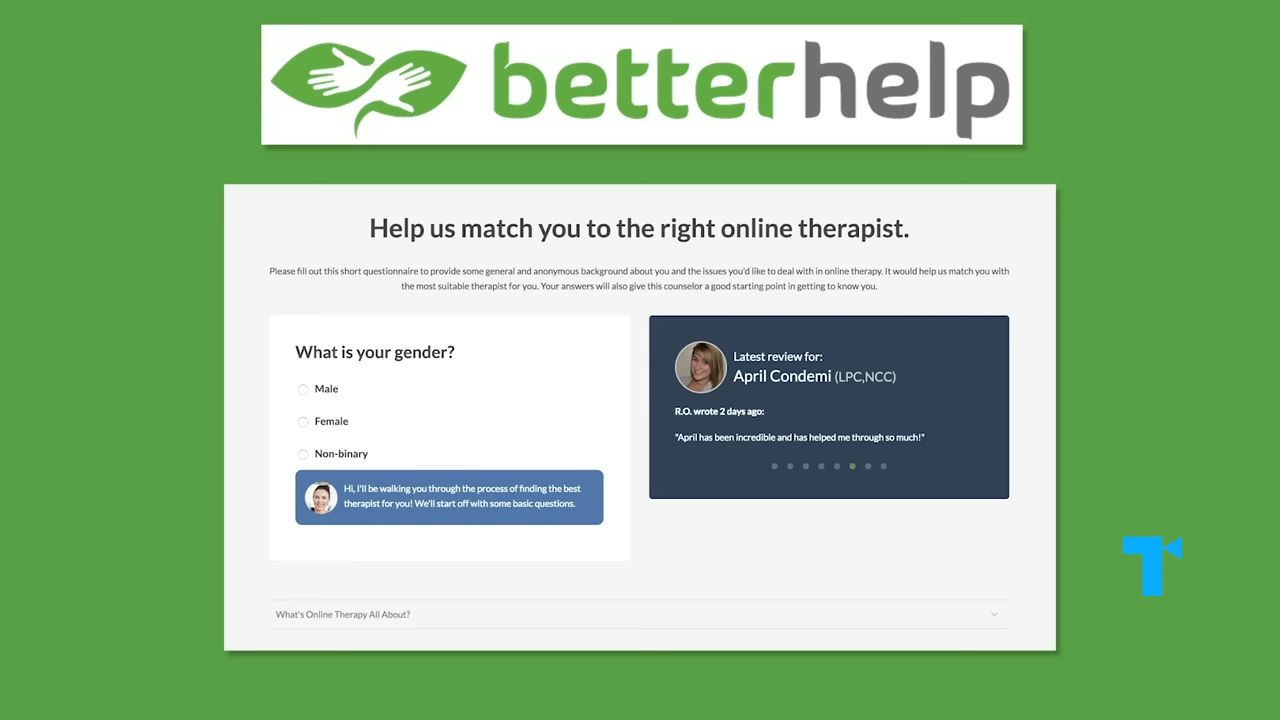 betterhelp
Help us match you to the right online therapist.
Please fill out this short questionnaire to provide some general and anonymous background about you and the issues you'd like to deal with in online therapy. It would help us match you with
the most suitable therapist for you. Your answers will also give this counselor a good starting point in getting to know you.
What is your gender?
Male
Female
Non-binary
Hi, I'll be walking you through the process of finding the best
therapist for you! We'll start off with some basic questions.
Latest review for:
April Condemi (LPC,NCC)
R.O. wrote 2 days ago:
"April has been incredible and has helped me through so much!"
What's Online Therapy All About?
T